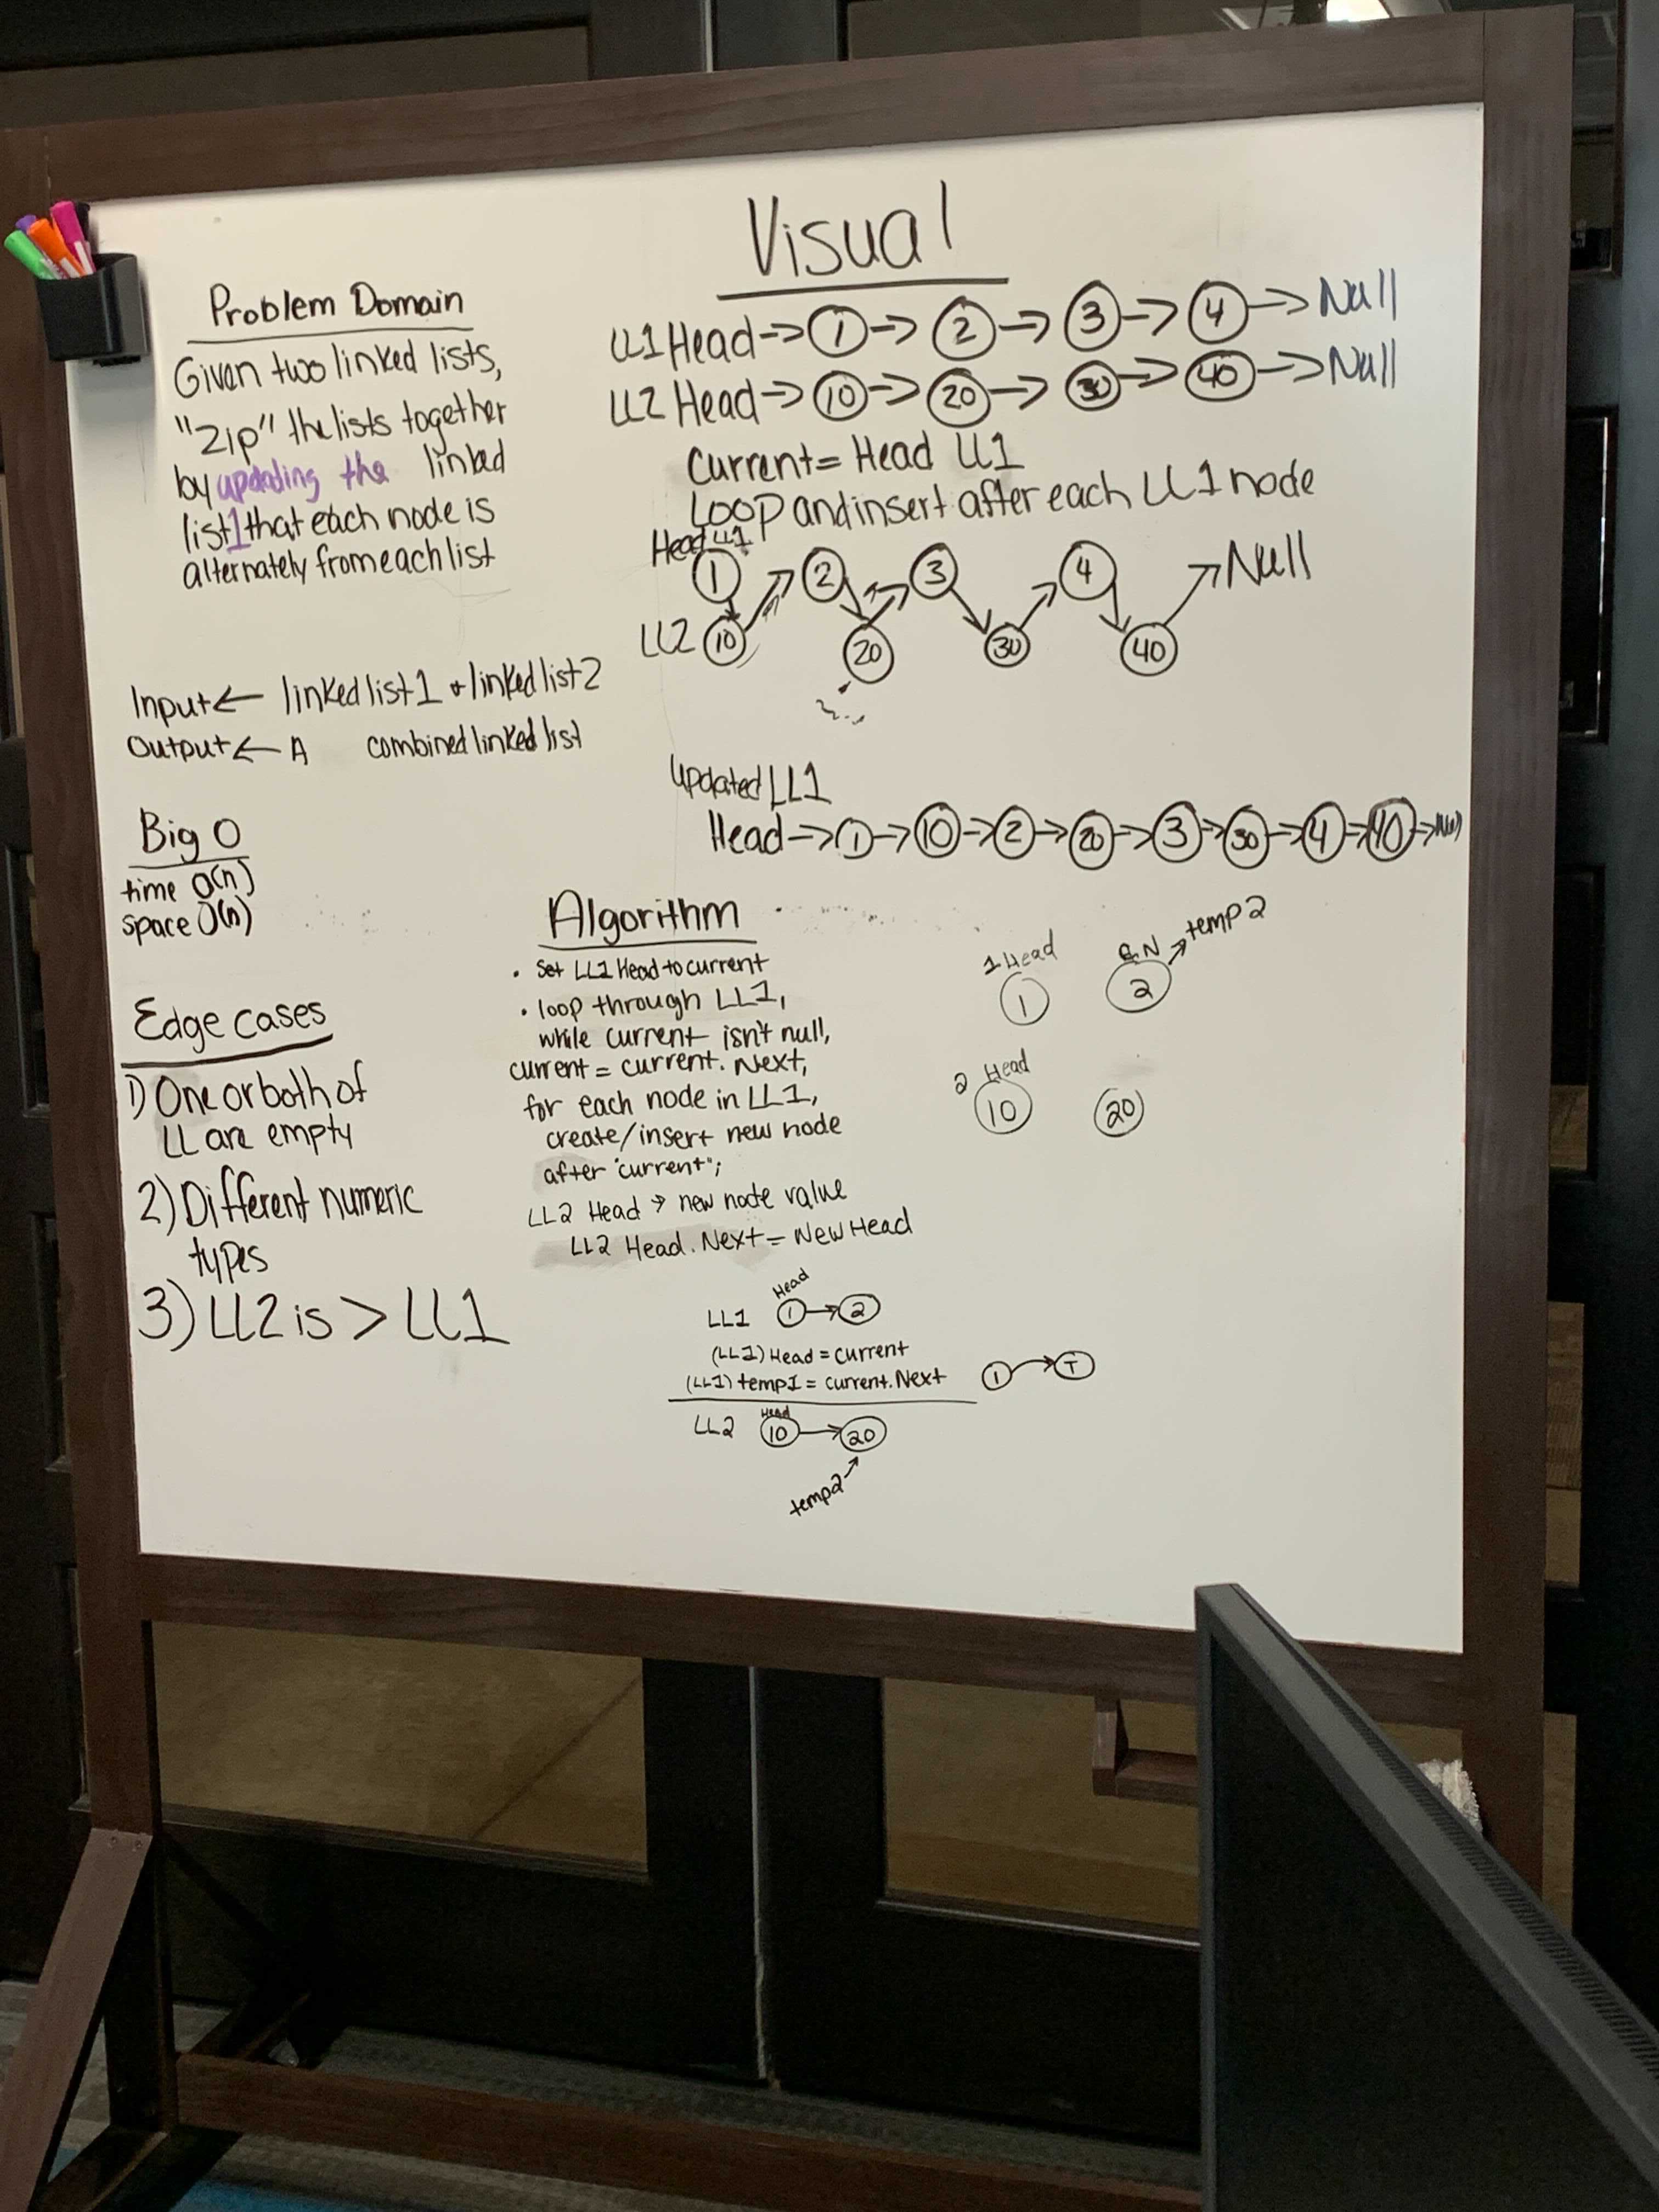 Visual
Problem Domain
Given two linked lists,
"Zip" the lists together
by updating the linked
list1 that each node is
alternately from each list
Input ← linked list 1 + linked list 2
Output ← A combined linked list
Big O
time O(n)
space O(n)
Edge cases
1) One or both of
LL are empty
2) Different numeric
types
3) LL2 is > LL1
LL1 Head → 1 → 2 → 3 → 4 → Null
LL2 Head → 10 → 20 → 30 → 40 → Null
Current = Head LL1
Loop and insert after each LL1 node
Head LL1
1 2 3 4 Null
LL2 10 20 30 40
Updated LL1
Head → 1 → 10 → 2 → 20 → 3 → 30 → 4 → 40 → Null
Algorithm
• Set LL1 Head to current
• loop through LL1,
while current isn't null,
current = current.Next,
for each node in LL1,
create/insert new node
after "current";
LL2 Head → new node value
LL2 Head.Next = New Head
1 Head → temp 2
1 2
2 Head
10 20
Head
LL1 1 → 2
(LL1) Head = current
(LL1) temp1 = current.Next 1 → T
Head
LL2 10 → 20
temp2